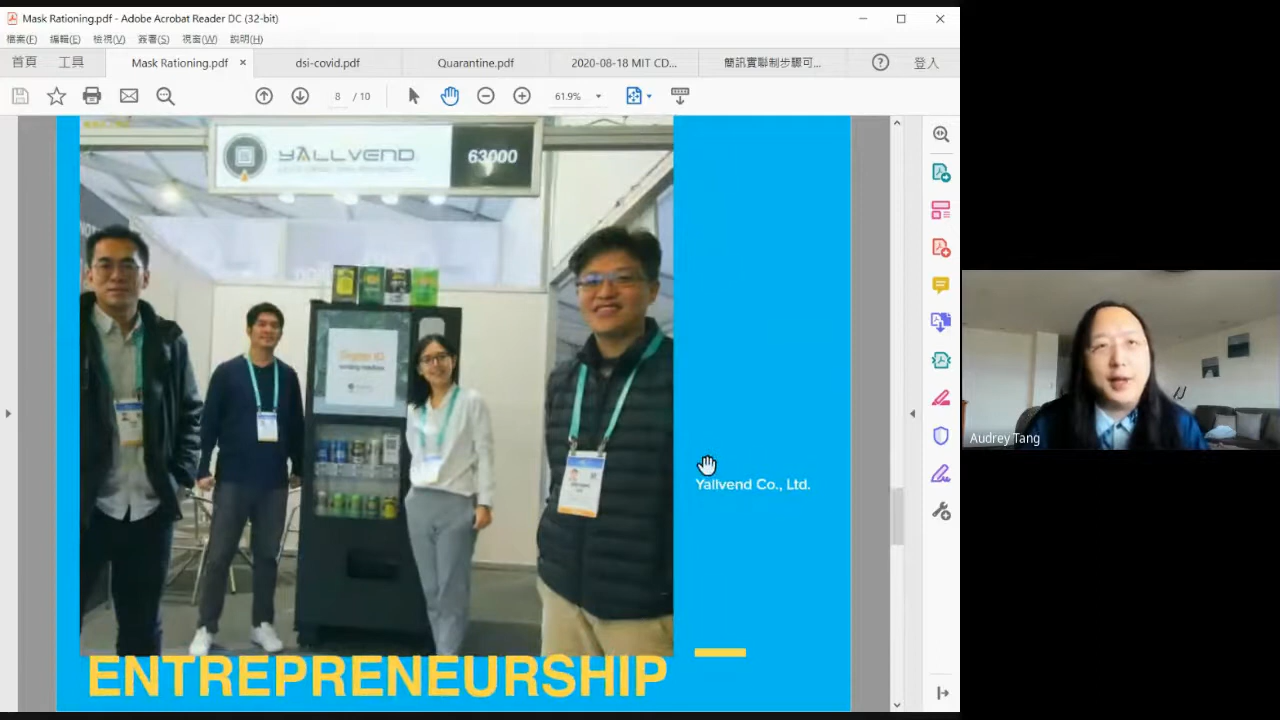 Mask Rationing.pdf - Adobe Acrobat Reader DC (32-bit)
檔案(F) 編輯(E) 檢視(V) 簽署(S) 視窗(W) 說明(H)
首頁 工具 Mask Rationing.pdf × dsi-covid.pdf Quarantine.pdf 2020-08-18 MIT CD... 簡訊實聯制步驟可... 登入
8 / 10 61.9%
YALLVEND 63000
vending machine
Yallvend Co., Ltd.
ENTREPRENEURSHIP
Audrey Tang